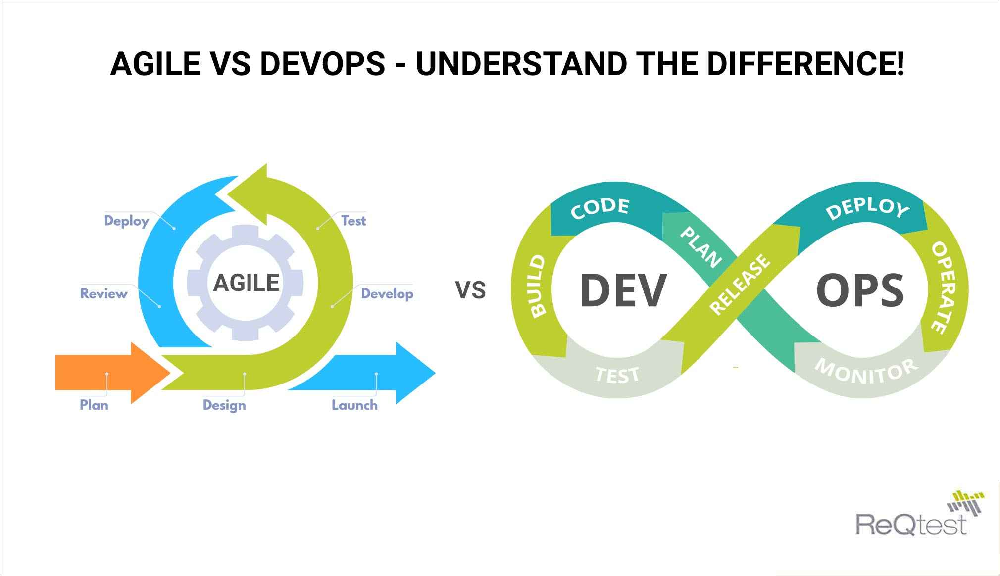 AGILE VS DEVOPS - UNDERSTAND THE DIFFERENCE!
Deploy
Test
Review
AGILE
Develop
Plan
Design
Launch
VS
CODE
PLAN
BUILD
DEV
TEST
RELEASE
DEPLOY
OPERATE
OPS
MONITOR
ReQtest